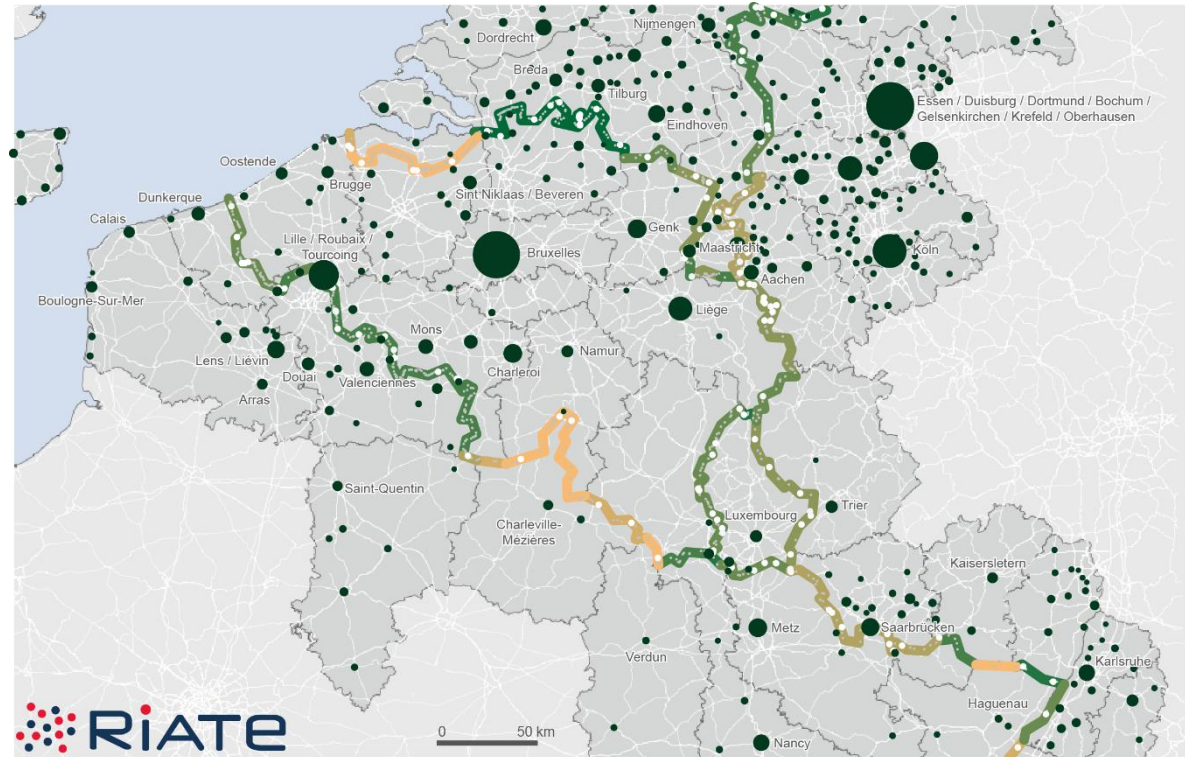 Nijmengen
Dordrecht
Breda
Tilburg
Essen / Duisburg / Dortmund / Bochum /
Gelsenkirchen / Krefeld / Oberhausen
Eindhoven
Oostende
Brugge
Sint Niklaas / Beveren
Dunkerque
Calais
Lille / Roubaix /
Tourcoing
Bruxelles
Genk
Maastricht
Köln
Aachen
Boulogne-Sur-Mer
Liège
Mons
Namur
Lens / Liévin
Charleroi
Douai
Valenciennes
Arras
Saint-Quentin
Charleville-
Mézières
Luxembourg
Trier
Kaisersletern
Metz
Saarbrücken
Verdun
Karlsruhe
Haguenau
Nancy
RIATE
0 50 km